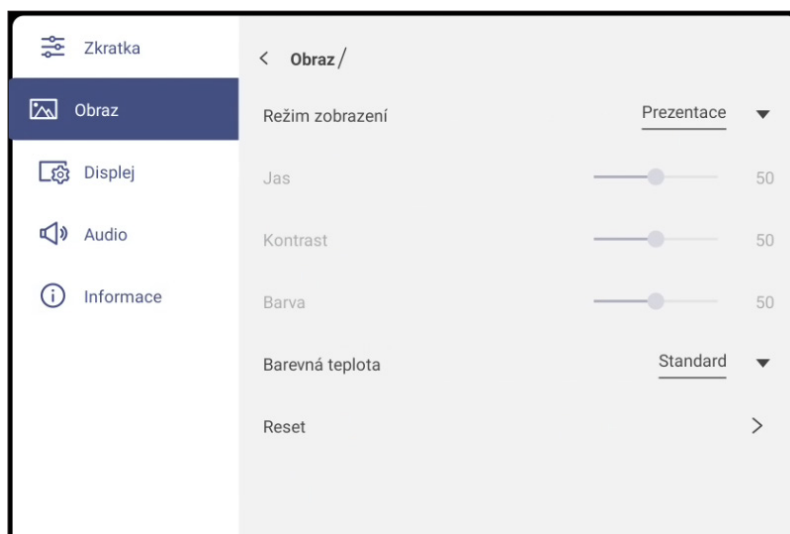 Zkratka
Obraz
Displej
Audio
Informace
Obraz/
Režim zobrazení Prezentace
Jas 50
Kontrast 50
Barva 50
Barevná teplota Standard
Reset